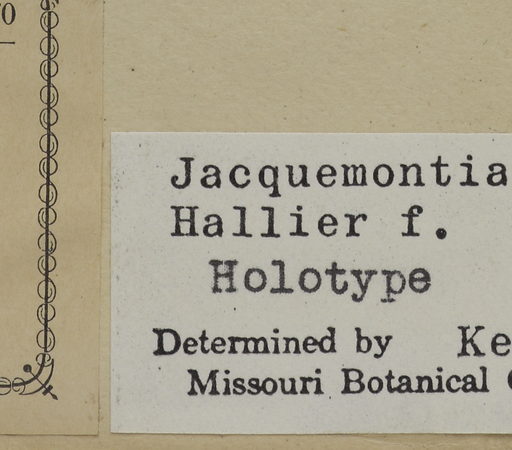 Jacquemontia
Hallier f.
Holotype
Determined by Ke
Missouri Botanical